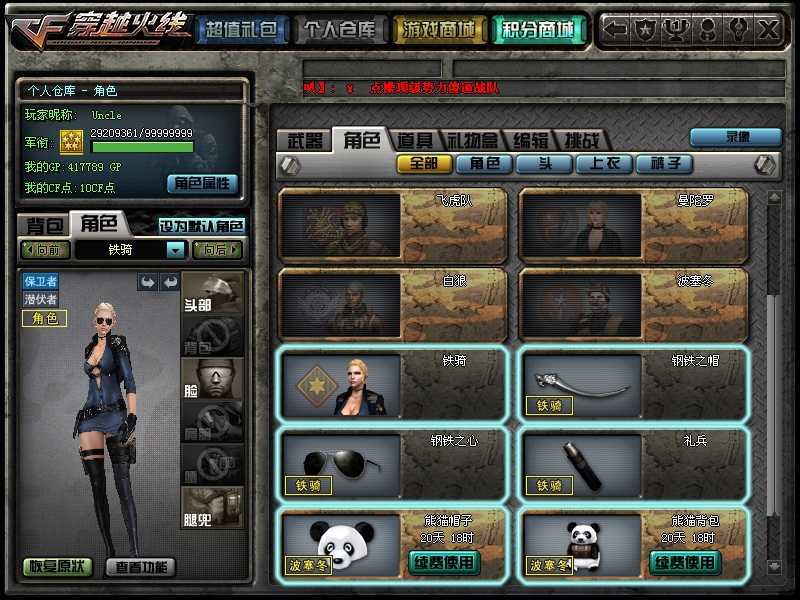 穿越火线
超值礼包
个人仓库
游戏商城
积分商城
个人仓库 - 角色
玩家昵称: Uncle
军衔:
29209361/99999999
我的GP:417789 GP
我的CF点:10CF点
角色属性
武器
角色
道具
礼物盒
编辑
挑战
录像
全部
角色
头
上衣
裤子
背包
角色
设为默认角色
向前
铁骑
向后
保卫者
潜伏者
角色
头部
背包
脸
腿兜
恢复原状
查看功能
飞虎队
曼陀罗
白狼
波塞冬
铁骑
钢铁之帽
铁骑
钢铁之心
铁骑
礼兵
铁骑
熊猫帽子
20天 18时
续费使用
波塞冬
熊猫背包
20天 18时
续费使用
波塞冬